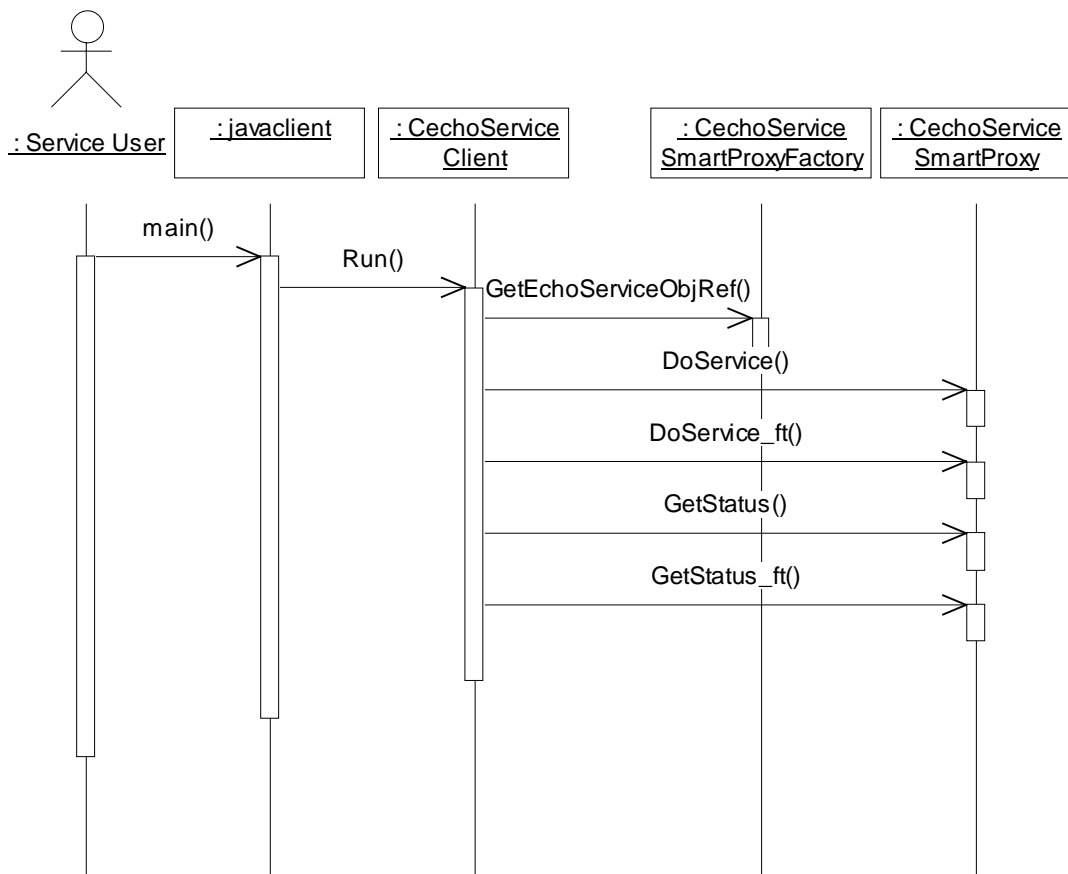 : Service User
: javaclient
: CechoService
Client
: CechoService
SmartProxyFactory
: CechoService
SmartProxy
main()
Run()
GetEchoServiceObjRef()
DoService()
DoService_ft()
GetStatus()
GetStatus_ft()